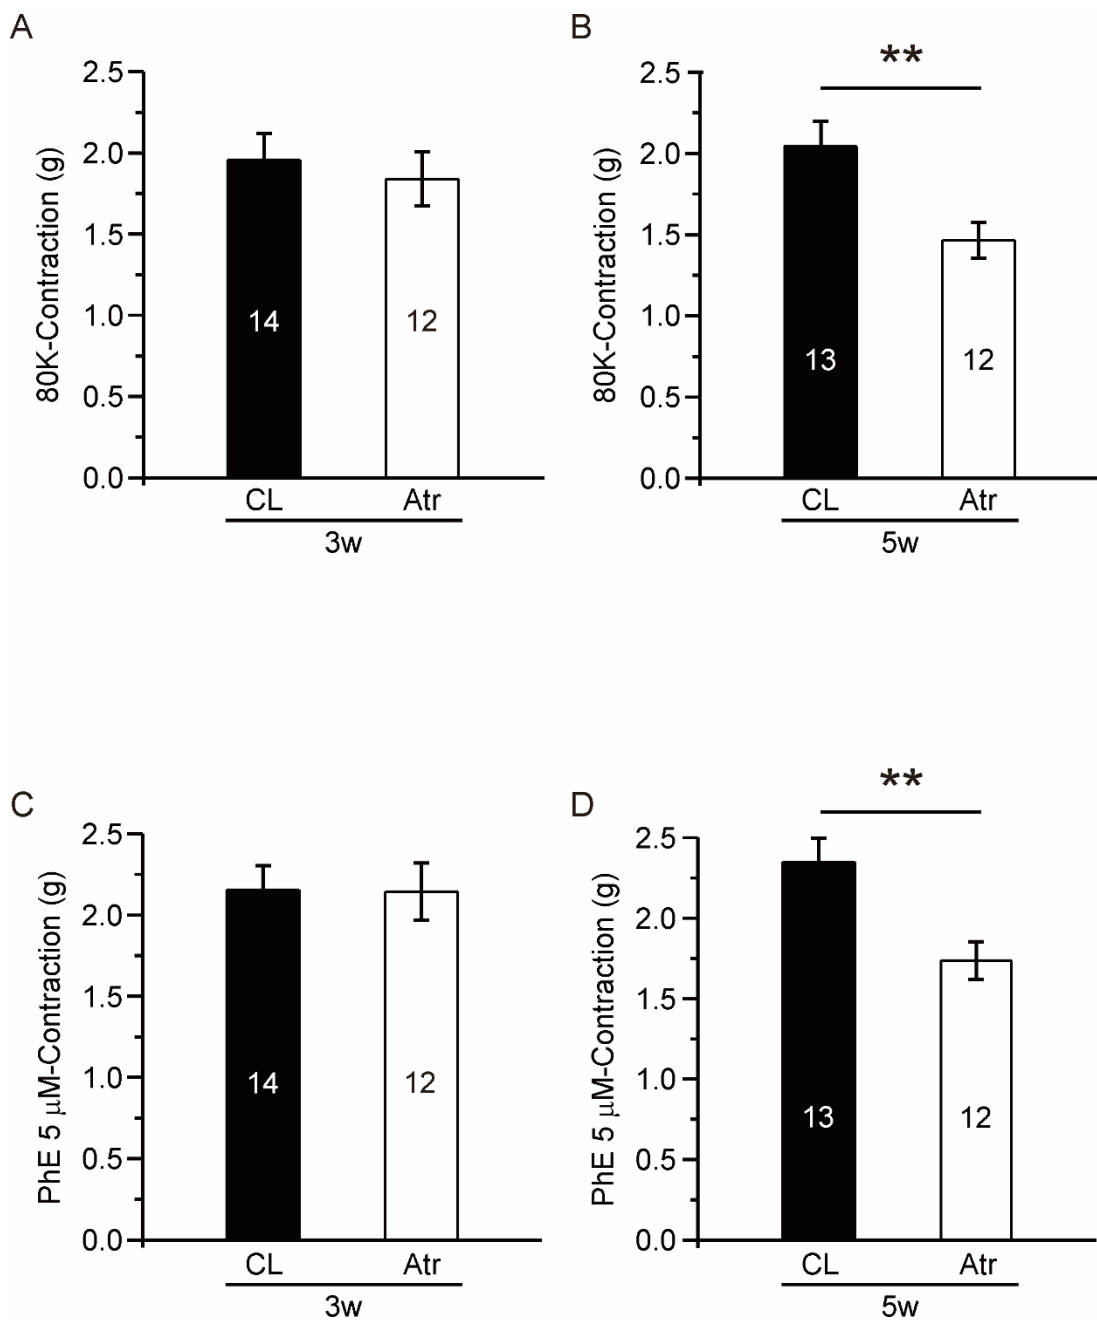 A
80K-Contraction (g)
2.5
2.0
1.5
1.0
0.5
0.0
14
12
CL Atr
3w
B
**
80K-Contraction (g)
2.5
2.0
1.5
1.0
0.5
0.0
13
12
CL Atr
5w
C
PhE 5 μM-Contraction (g)
2.5
2.0
1.5
1.0
0.5
0.0
14
12
CL Atr
3w
D
**
PhE 5 μM-Contraction (g)
2.5
2.0
1.5
1.0
0.5
0.0
13
12
CL Atr
5w